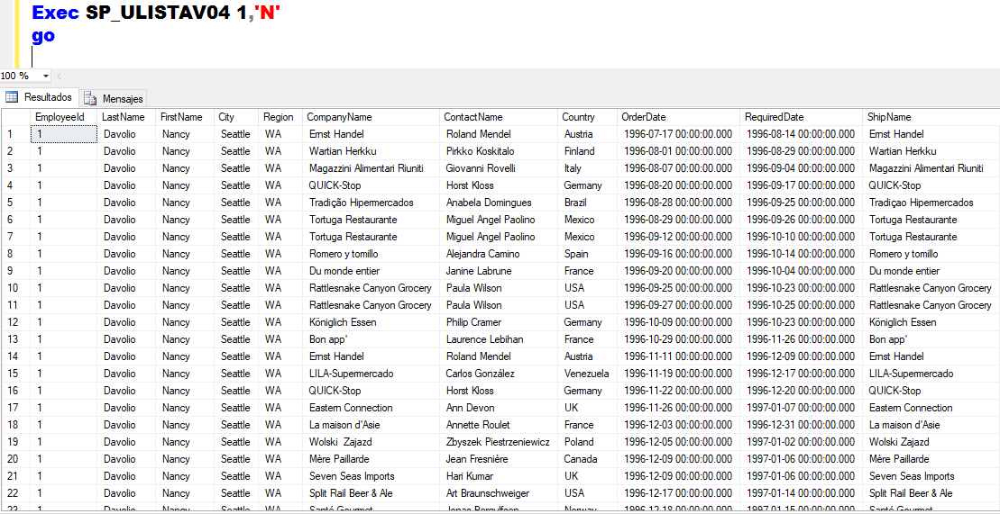 Exec SP_ULISTAV04 1,'N'
go
100 %
Resultados Mensajes
EmployeeId LastName FirstName City Region CompanyName ContactName Country OrderDate RequiredDate ShipName
1 1 Davolio Nancy Seattle WA Ernst Handel Roland Mendel Austria 1996-07-17 00:00:00.000 1996-08-14 00:00:00.000 Ernst Handel
2 1 Davolio Nancy Seattle WA Wartian Herkku Pirkko Koskitalo Finland 1996-08-01 00:00:00.000 1996-08-29 00:00:00.000 Wartian Herkku
3 1 Davolio Nancy Seattle WA Magazzini Alimentari Riuniti Giovanni Rovelli Italy 1996-08-07 00:00:00.000 1996-09-04 00:00:00.000 Magazzini Alimentari Riuniti
4 1 Davolio Nancy Seattle WA QUICK-Stop Horst Kloss Germany 1996-08-20 00:00:00.000 1996-09-17 00:00:00.000 QUICK-Stop
5 1 Davolio Nancy Seattle WA Tradição Hipermercados Anabela Domingues Brazil 1996-08-28 00:00:00.000 1996-09-25 00:00:00.000 Tradiçao Hipermercados
6 1 Davolio Nancy Seattle WA Tortuga Restaurante Miguel Angel Paolino Mexico 1996-08-29 00:00:00.000 1996-09-26 00:00:00.000 Tortuga Restaurante
7 1 Davolio Nancy Seattle WA Tortuga Restaurante Miguel Angel Paolino Mexico 1996-09-12 00:00:00.000 1996-10-10 00:00:00.000 Tortuga Restaurante
8 1 Davolio Nancy Seattle WA Romero y tomillo Alejandra Camino Spain 1996-09-16 00:00:00.000 1996-10-14 00:00:00.000 Romero y tomillo
9 1 Davolio Nancy Seattle WA Du monde entier Janine Labrune France 1996-09-20 00:00:00.000 1996-10-04 00:00:00.000 Du monde entier
10 1 Davolio Nancy Seattle WA Rattlesnake Canyon Grocery Paula Wilson USA 1996-09-25 00:00:00.000 1996-10-23 00:00:00.000 Rattlesnake Canyon Grocery
11 1 Davolio Nancy Seattle WA Rattlesnake Canyon Grocery Paula Wilson USA 1996-09-27 00:00:00.000 1996-10-25 00:00:00.000 Rattlesnake Canyon Grocery
12 1 Davolio Nancy Seattle WA Königlich Essen Philip Cramer Germany 1996-10-09 00:00:00.000 1996-10-23 00:00:00.000 Königlich Essen
13 1 Davolio Nancy Seattle WA Bon app' Laurence Lebihan France 1996-10-29 00:00:00.000 1996-11-26 00:00:00.000 Bon app'
14 1 Davolio Nancy Seattle WA Ernst Handel Roland Mendel Austria 1996-11-11 00:00:00.000 1996-12-09 00:00:00.000 Ernst Handel
15 1 Davolio Nancy Seattle WA LILA-Supermercado Carlos González Venezuela 1996-11-19 00:00:00.000 1996-12-17 00:00:00.000 LILA-Supermercado
16 1 Davolio Nancy Seattle WA QUICK-Stop Horst Kloss Germany 1996-11-22 00:00:00.000 1996-12-20 00:00:00.000 QUICK-Stop
17 1 Davolio Nancy Seattle WA Eastern Connection Ann Devon UK 1996-11-26 00:00:00.000 1997-01-07 00:00:00.000 Eastern Connection
18 1 Davolio Nancy Seattle WA La maison d'Asie Annette Roulet France 1996-12-03 00:00:00.000 1996-12-31 00:00:00.000 La maison d'Asie
19 1 Davolio Nancy Seattle WA Wolski Zajazd Zbyszek Piestrzeniewicz Poland 1996-12-05 00:00:00.000 1997-01-02 00:00:00.000 Wolski Zajazd
20 1 Davolio Nancy Seattle WA Mère Paillarde Jean Fresnière Canada 1996-12-09 00:00:00.000 1997-01-06 00:00:00.000 Mère Paillarde
21 1 Davolio Nancy Seattle WA Seven Seas Imports Hari Kumar UK 1996-12-09 00:00:00.000 1997-01-06 00:00:00.000 Seven Seas Imports
22 1 Davolio Nancy Seattle WA Split Rail Beer & Ale Art Braunschweiger USA 1996-12-17 00:00:00.000 1997-01-14 00:00:00.000 Split Rail Beer & Ale
23 1 Davolio Nancy Seattle WA Santé Gourmet Jonas Bergulfsen Norway 1996-12-18 00:00:00.000 1997-01-15 00:00:00.000 Santé Gourmet